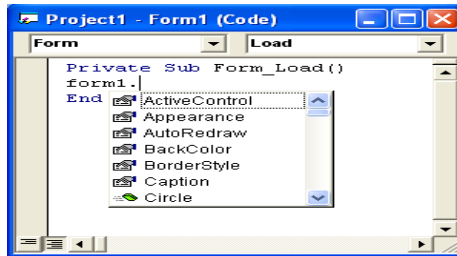 Project1 - Form1 (Code)
Form Load
Private Sub Form_Load()
form1.
End
ActiveControl
Appearance
AutoRedraw
BackColor
BorderStyle
Caption
Circle